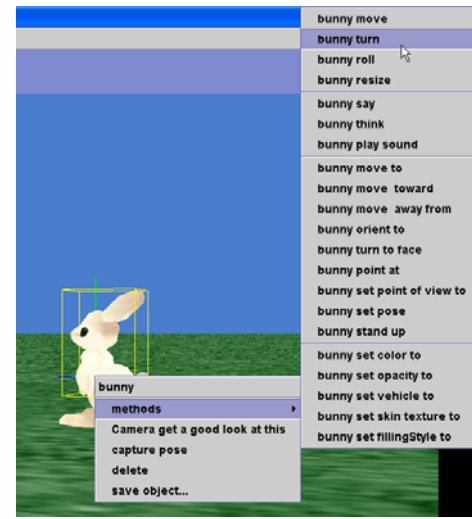 bunny move
bunny turn
bunny roll
bunny resize
bunny say
bunny think
bunny play sound
bunny move to
bunny move toward
bunny move away from
bunny orient to
bunny turn to face
bunny point at
bunny set point of view to
bunny set pose
bunny stand up
bunny set color to
bunny set opacity to
bunny set vehicle to
bunny set skin texture to
bunny set fillingStyle to
bunny
methods
Camera get a good look at this
capture pose
delete
save object...